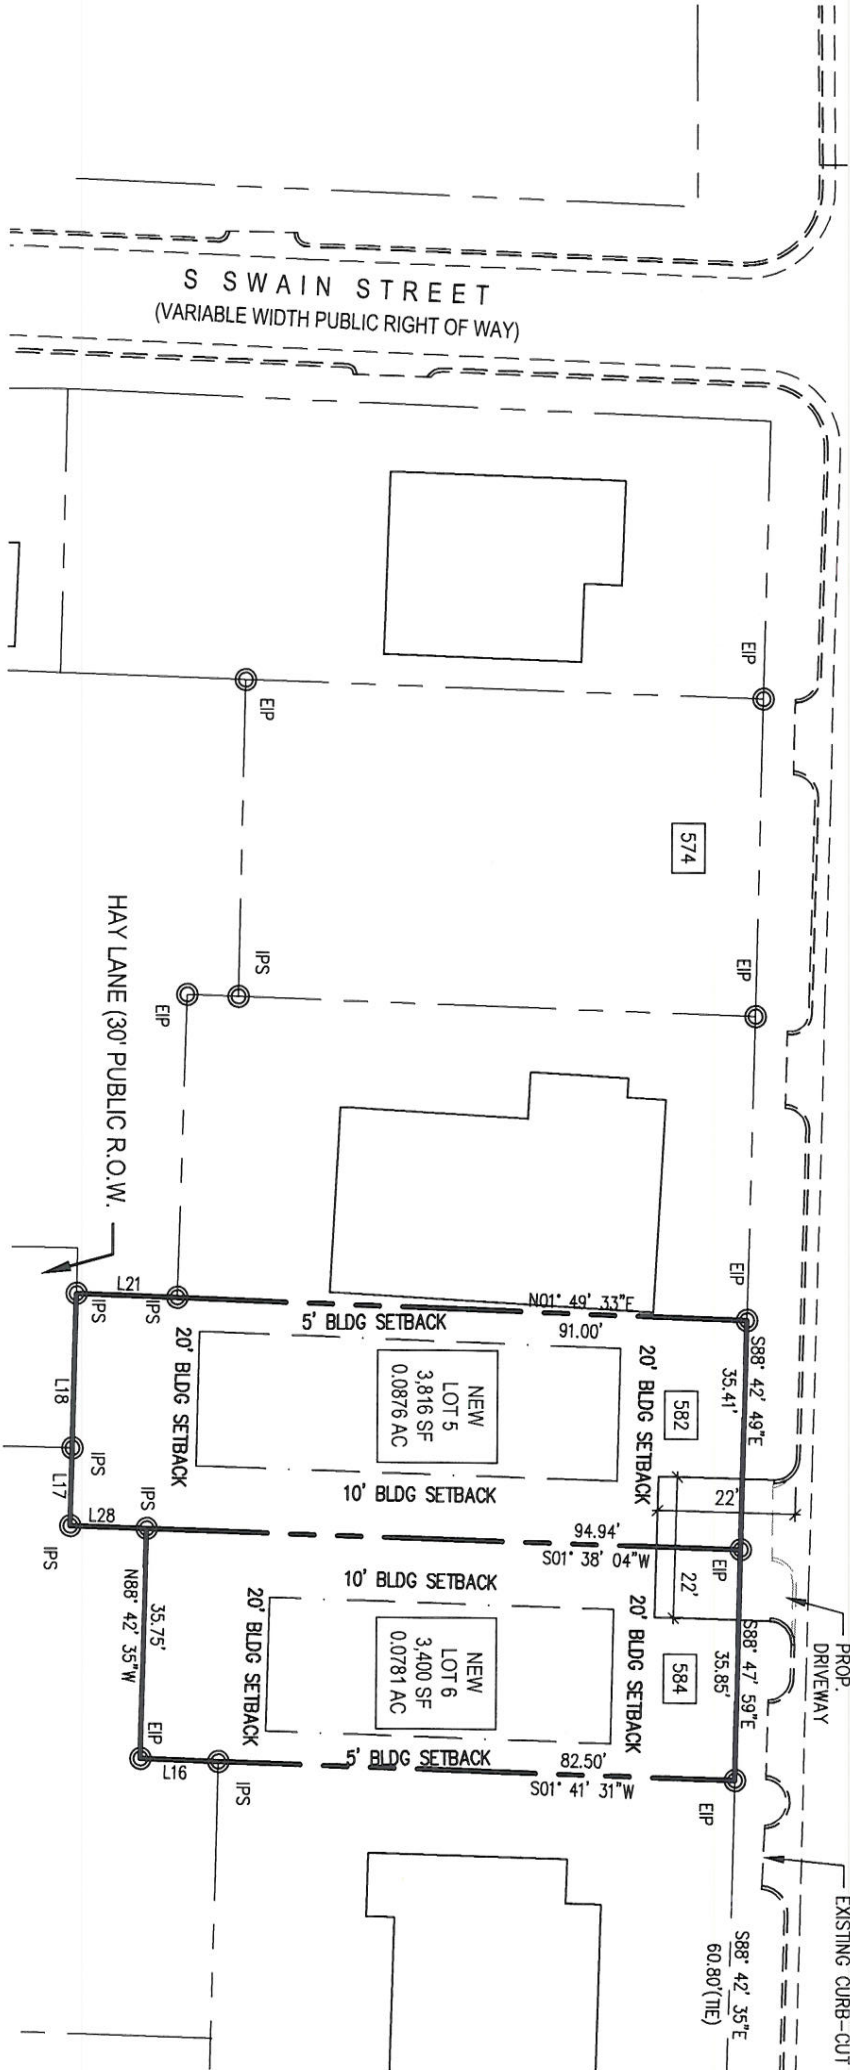 S SWAIN STREET
(VARIABLE WIDTH PUBLIC RIGHT OF WAY)
EIP
EIP
574
EIP
IPS
EIP
HAY LANE (30' PUBLIC R.O.W.
EIP
L21
IPS
IPS
N01° 49' 33"E
91.00'
5' BLDG SETBACK
S88° 42' 49"E
35.41'
582
20' BLDG SETBACK
NEW
LOT 5
3,816 SF
0.0876 AC
20' BLDG SETBACK
10' BLDG SETBACK
L18
IPS
L17
L28
IPS
IPS
22'
22'
94.94'
S01° 38' 04"W
EIP
PROP.
DRIVEWAY
10' BLDG SETBACK
S88° 47' 59"E
35.85'
584
20' BLDG SETBACK
NEW
LOT 6
3,400 SF
0.0781 AC
20' BLDG SETBACK
35.75'
N88° 42' 35"W
5' BLDG SETBACK
82.50'
S01° 41' 31"W
EIP
L16
IPS
EIP
EXISTING CURB-CUT
S88° 42' 35"E
60.80'(TIE)